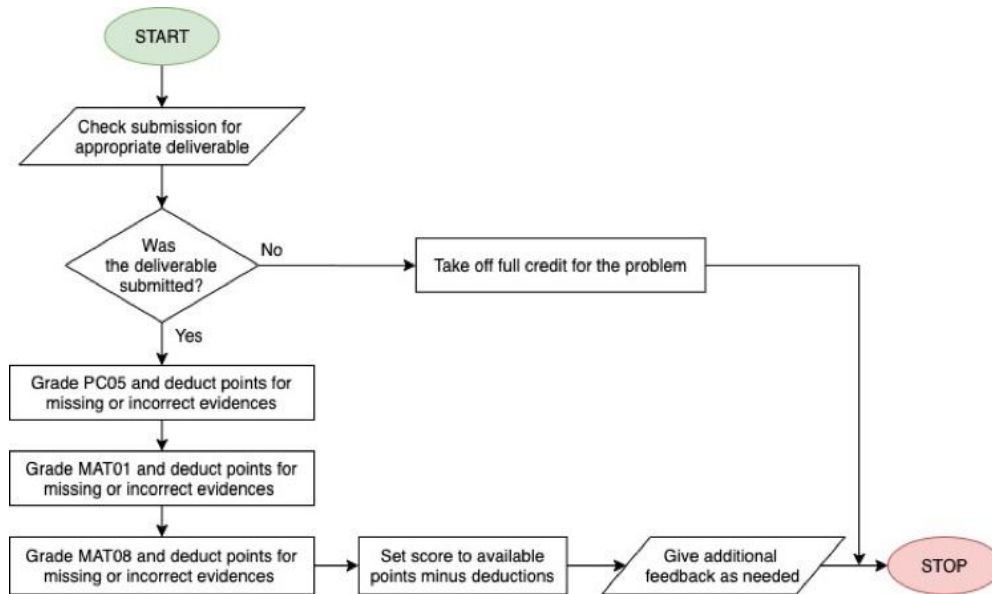 START
Check submission for
appropriate deliverable
Was
the deliverable
submitted?
No
Take off full credit for the problem
Yes
Grade PC05 and deduct points for
missing or incorrect evidences
Grade MAT01 and deduct points for
missing or incorrect evidences
Grade MAT08 and deduct points for
missing or incorrect evidences
Set score to available
points minus deductions
Give additional
feedback as needed
STOP